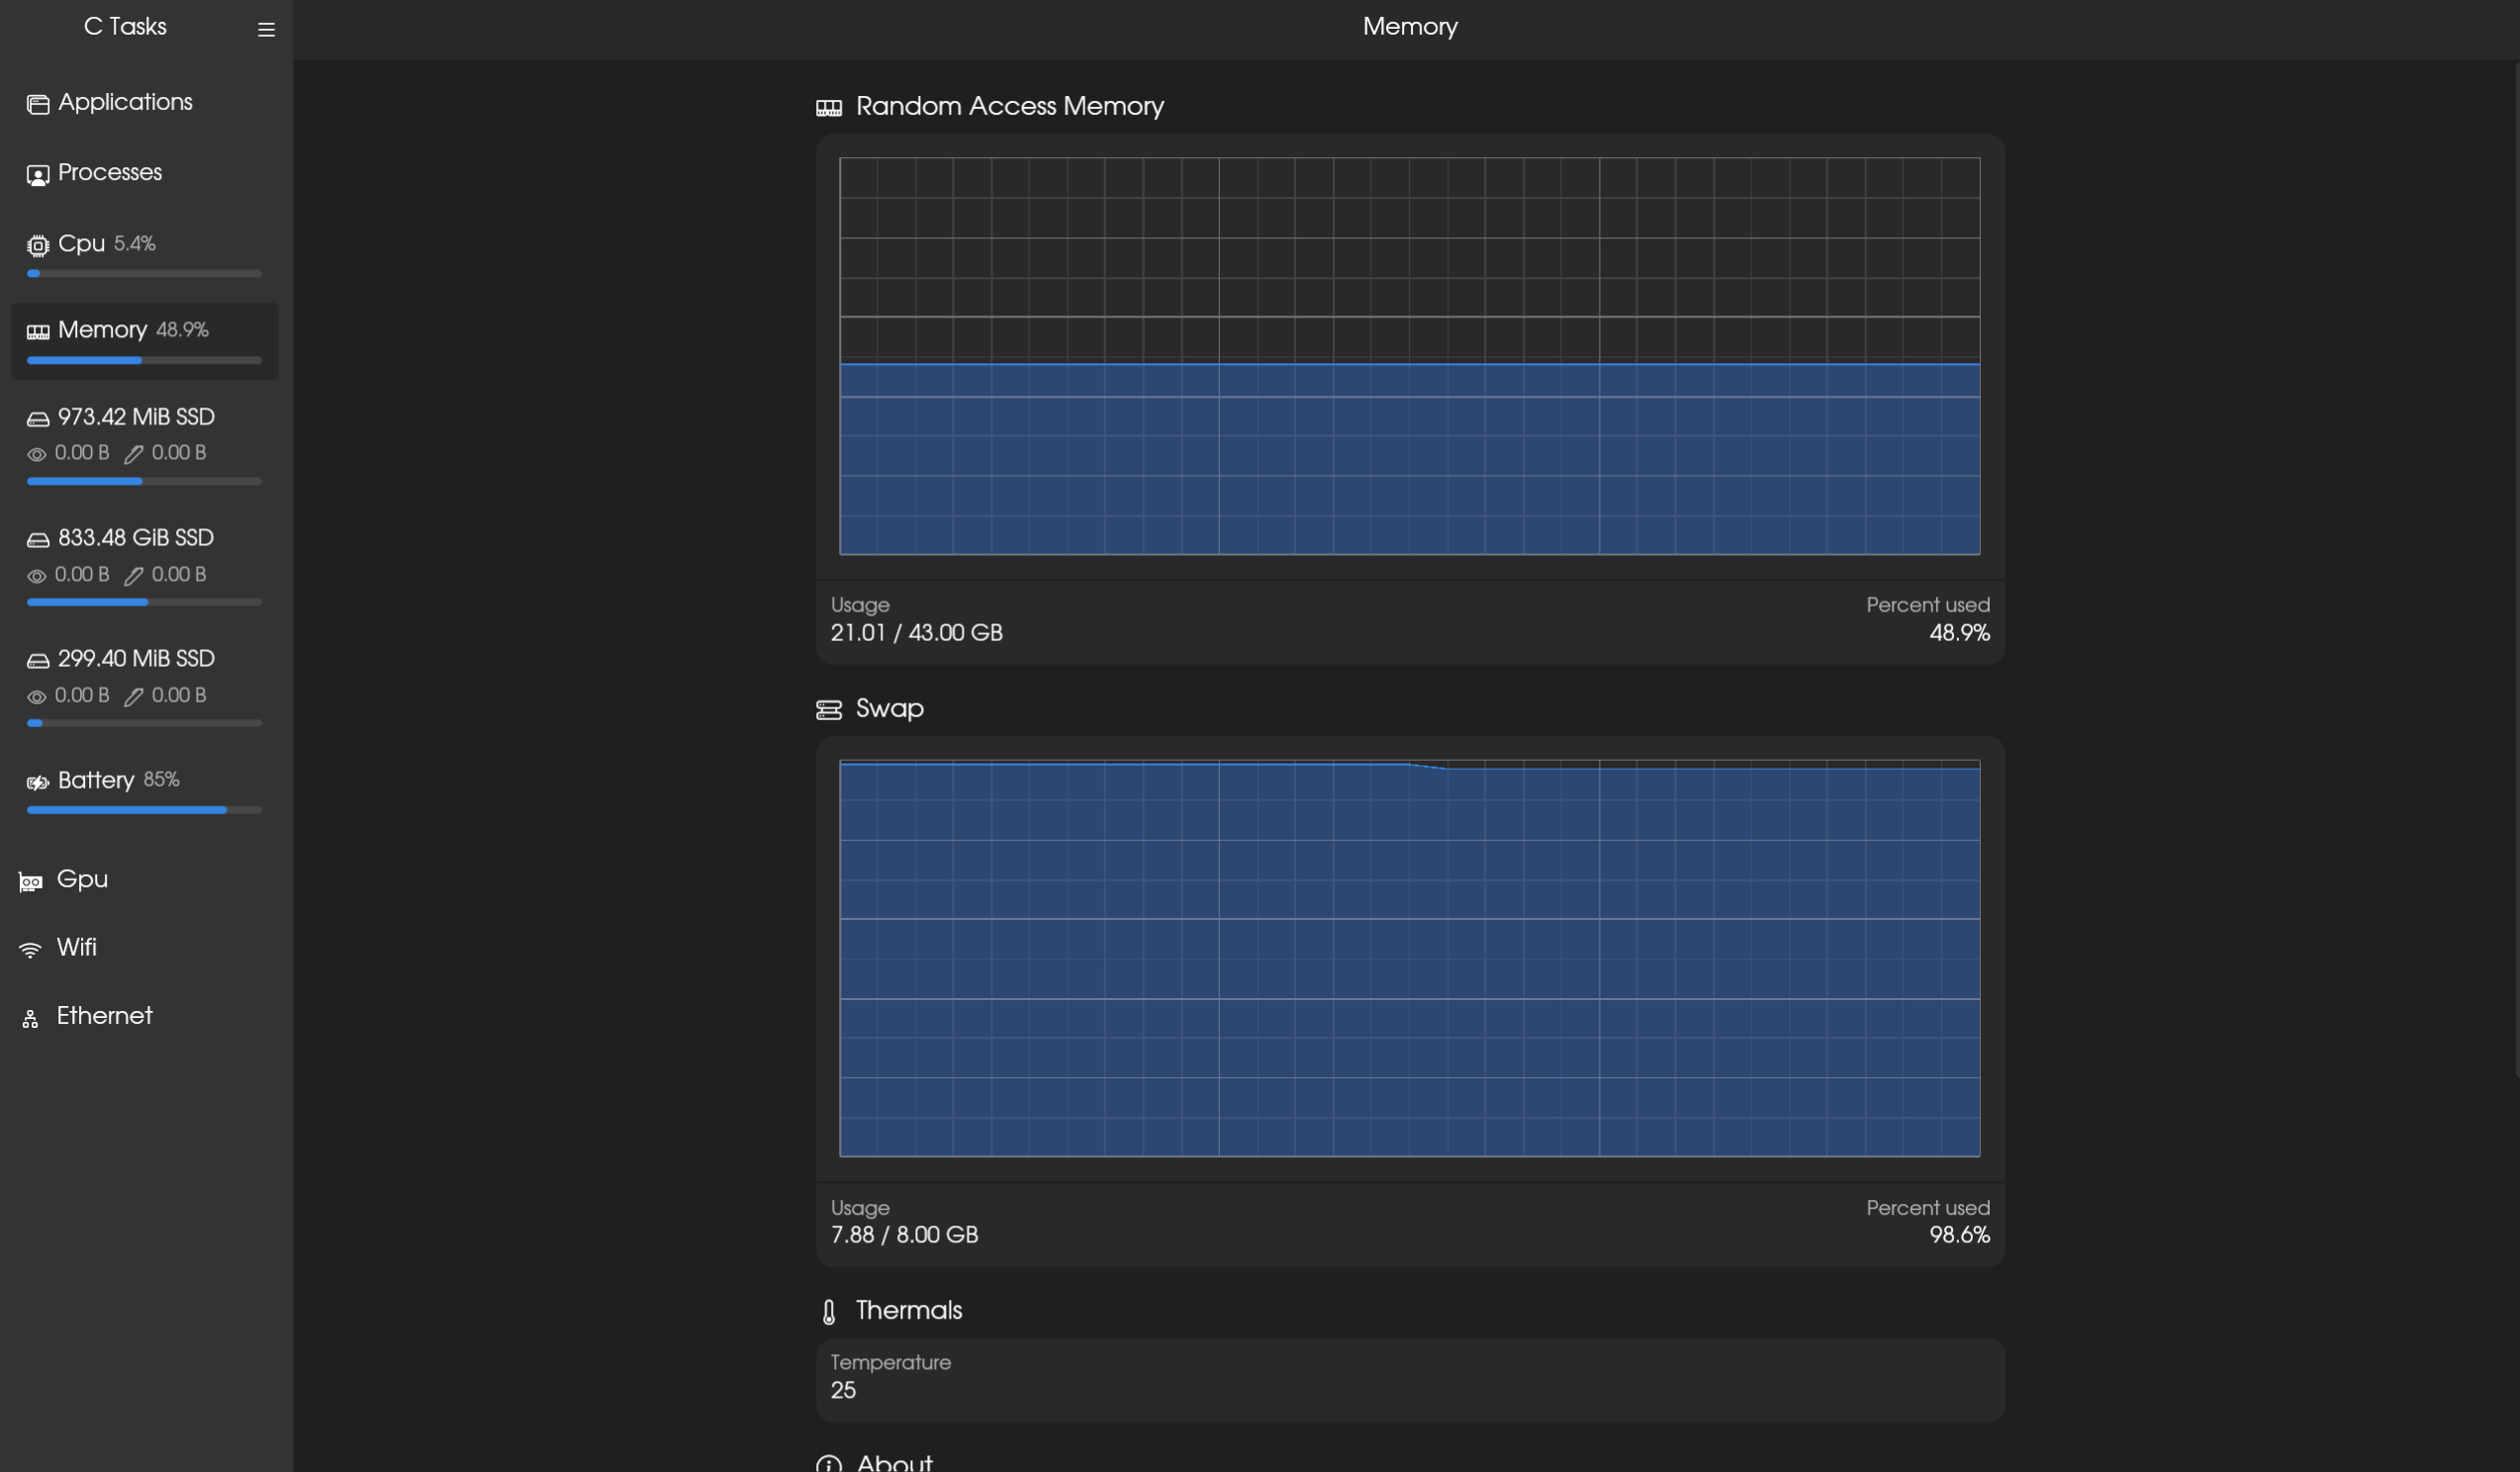 C Tasks
Applications
Processes
Cpu 5.4%
Memory 48.9%
973.42 MiB SSD
0.00 B 0.00 B
833.48 GiB SSD
0.00 B 0.00 B
299.40 MiB SSD
0.00 B 0.00 B
Battery 85%
Gpu
Wifi
Ethernet
Memory
Random Access Memory
Usage
21.01 / 43.00 GB
Percent used
48.9%
Swap
Usage
7.88 / 8.00 GB
Percent used
98.6%
Thermals
Temperature
25
About